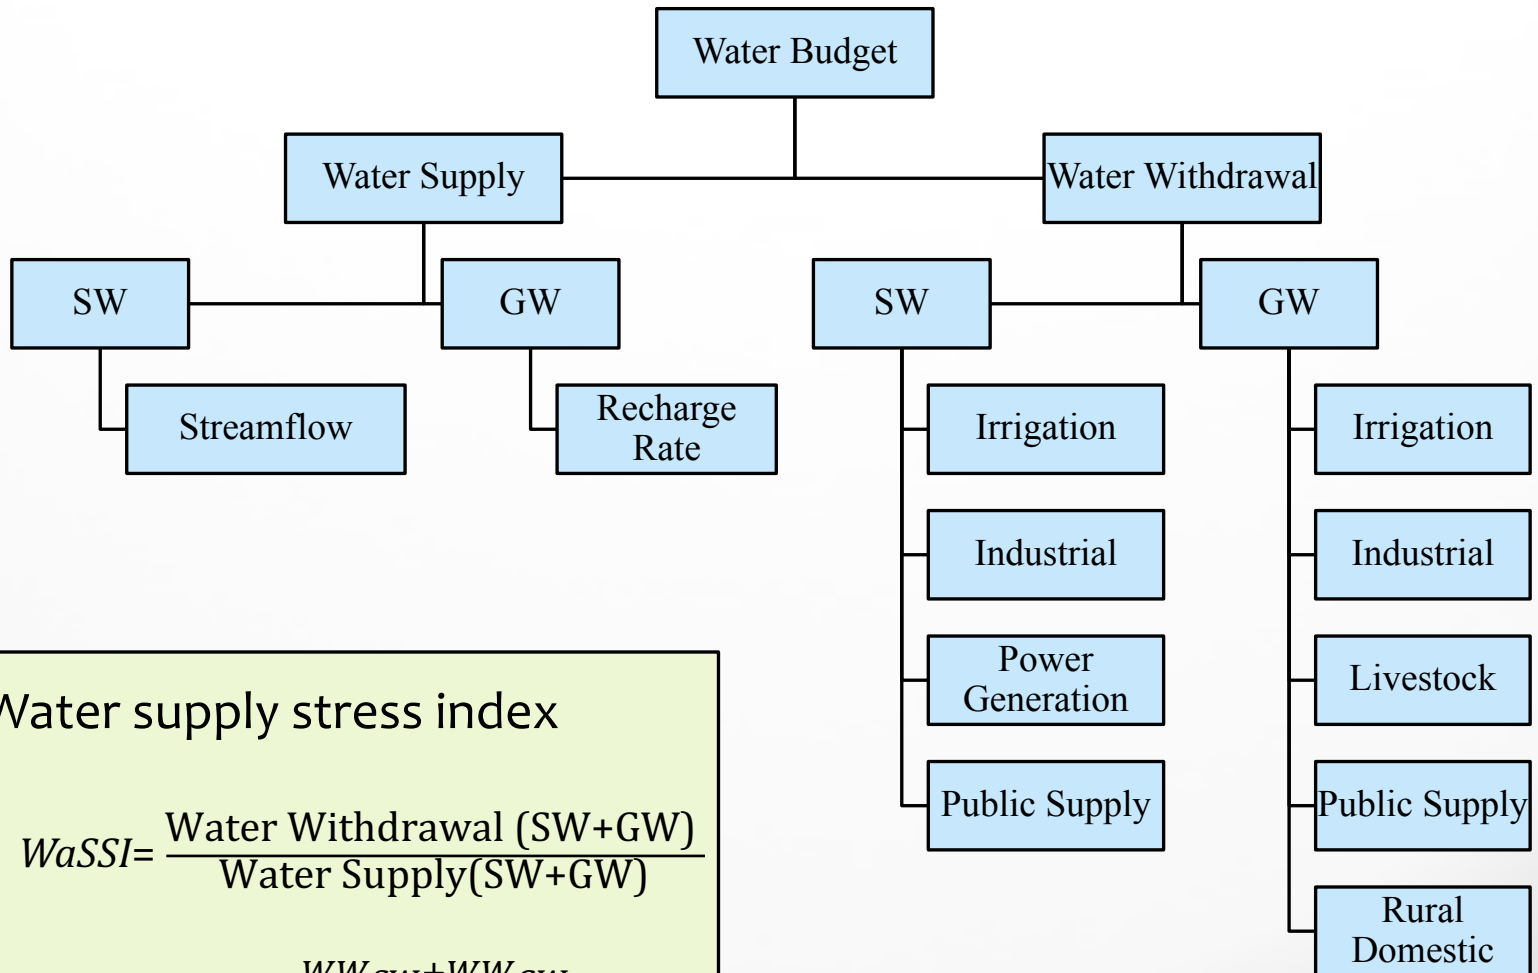 Water Budget
Water Supply
Water Withdrawal
SW
GW
SW
GW
Streamflow
Recharge
Rate
Irrigation
Irrigation
Industrial
Industrial
Power
Generation
Livestock
Public Supply
Public Supply
Rural
Domestic
Water supply stress index
WaSSI= Water Withdrawal (SW+GW)
Water Supply(SW+GW)